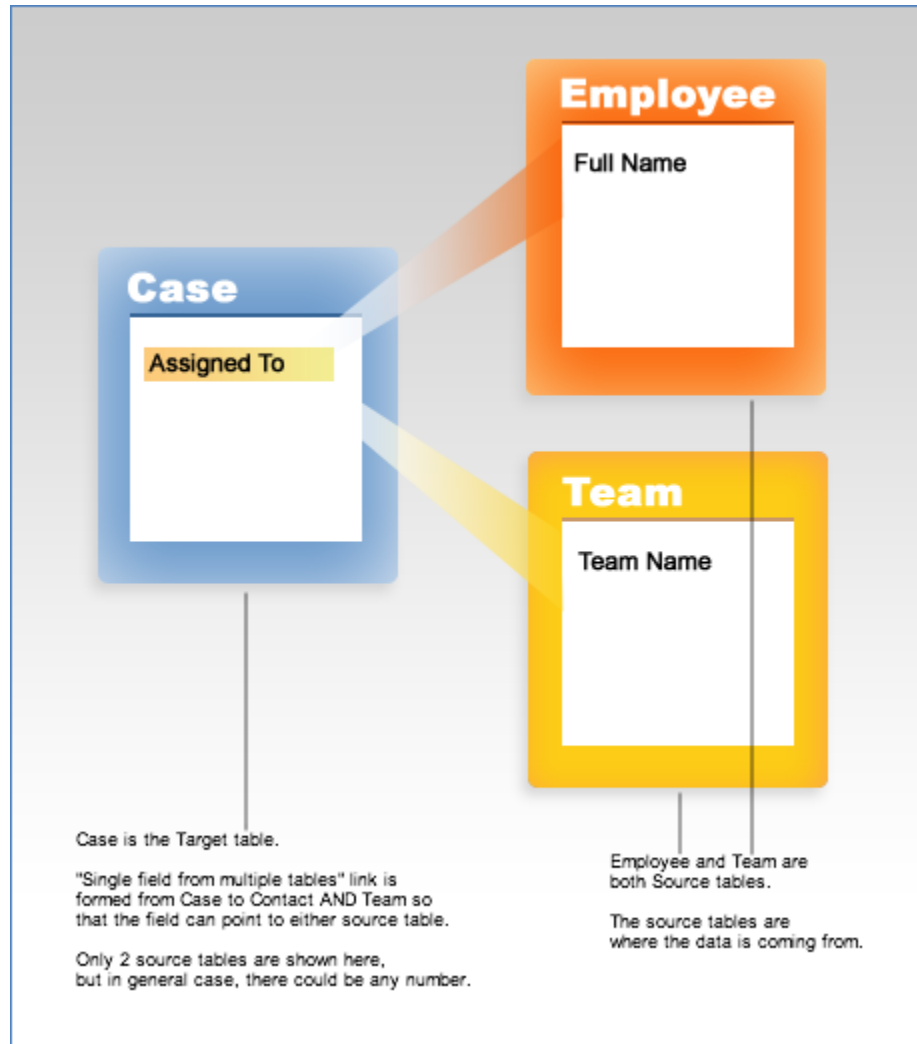 Employee
Full Name
Case
Assigned To
Team
Team Name
Case is the Target table.
"Single field from multiple tables" link is
formed from Case to Contact AND Team so
that the field can point to either source table.
Only 2 source tables are shown here,
but in general case, there could be any number.
Employee and Team are
both Source tables.
The source tables are
where the data is coming from.